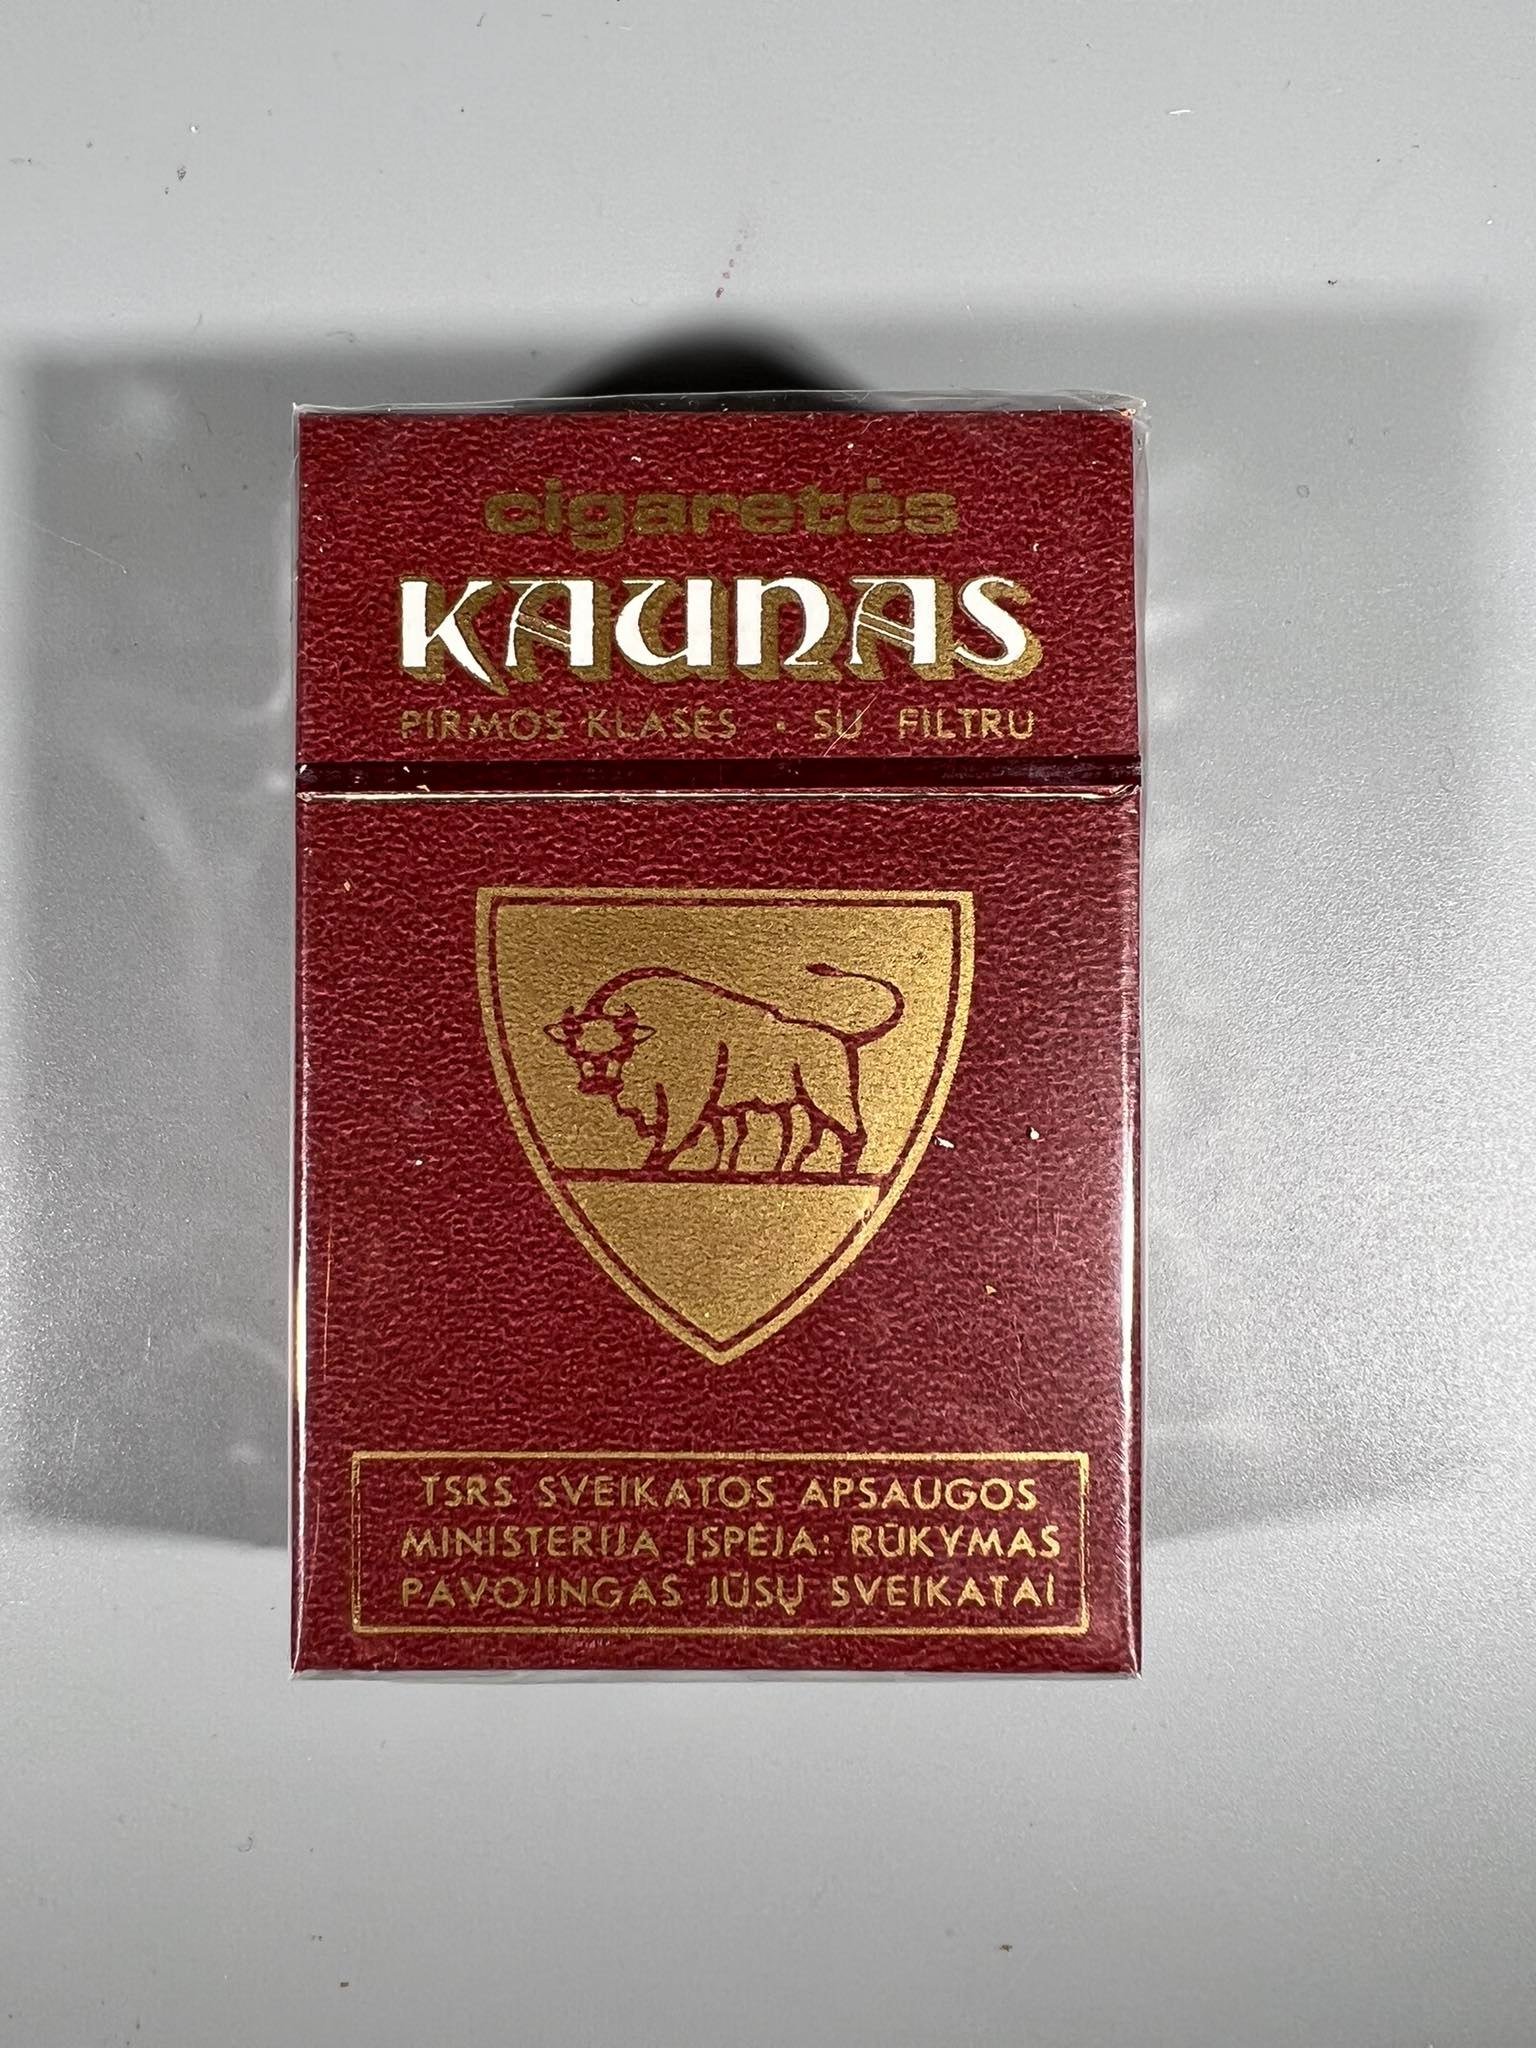 cigaretės
KAUNAS
PIRMOS KLASĖS • SU FILTRU
TSRS SVEIKATOS APSAUGOS
MINISTERIJA ĮSPĖJA: RŪKYMAS
PAVOJINGAS JŪSŲ SVEIKATAI